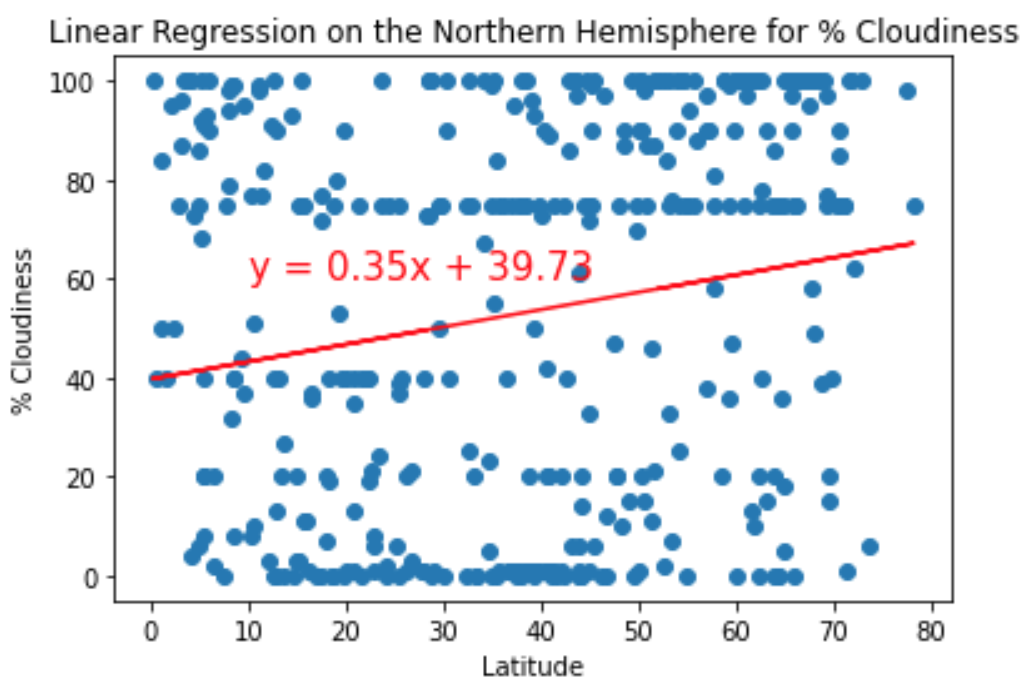 Linear Regression on the Northern Hemisphere for % Cloudiness
100
80
60
40
20
0
% Cloudiness
y = 0.35x + 39.73
0 10 20 30 40 50 60 70 80
Latitude